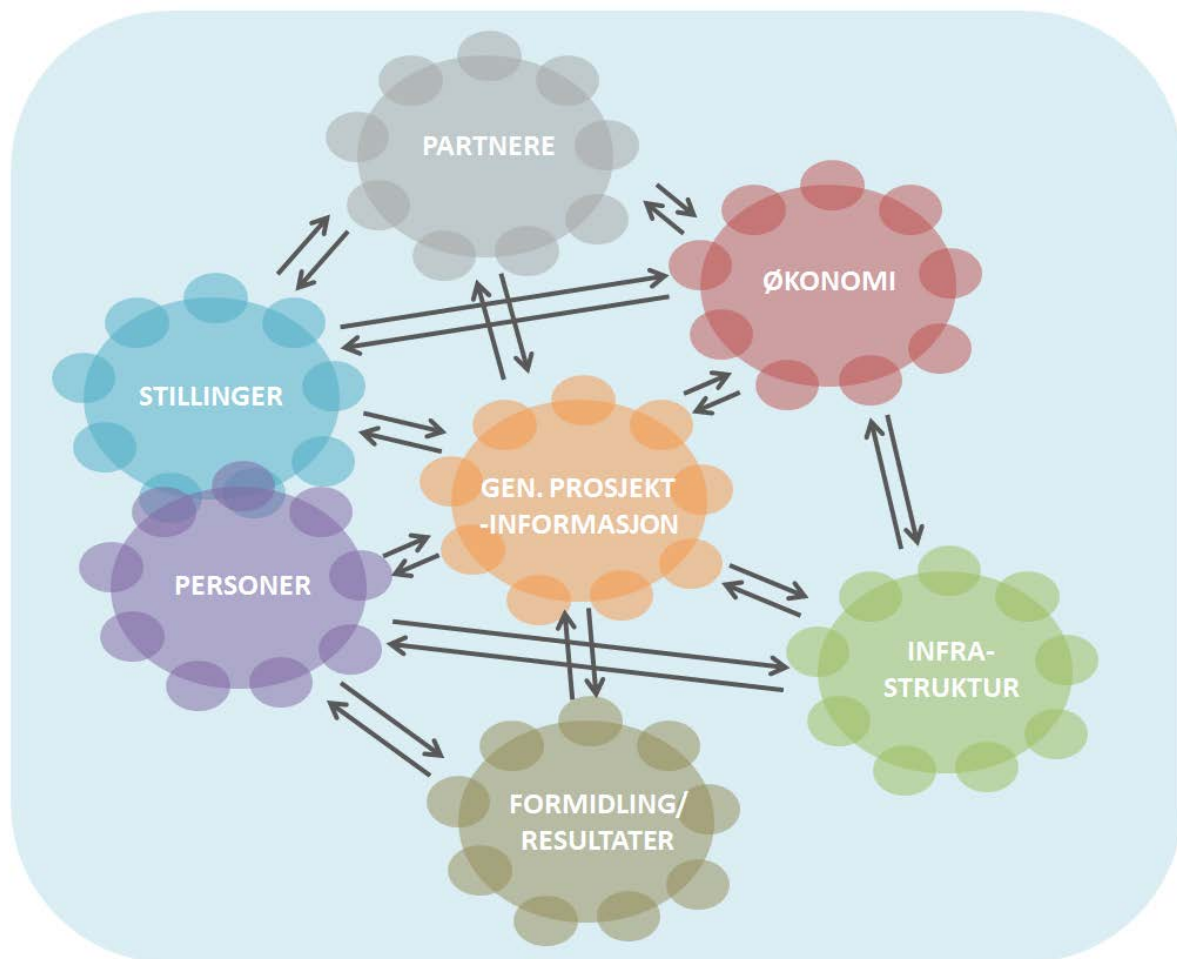 PARTNERE
ØKONOMI
STILLINGER
GEN. PROSJEKT
-INFORMASJON
PERSONER
INFRA-
STRUKTUR
FORMIDLING/
RESULTATER